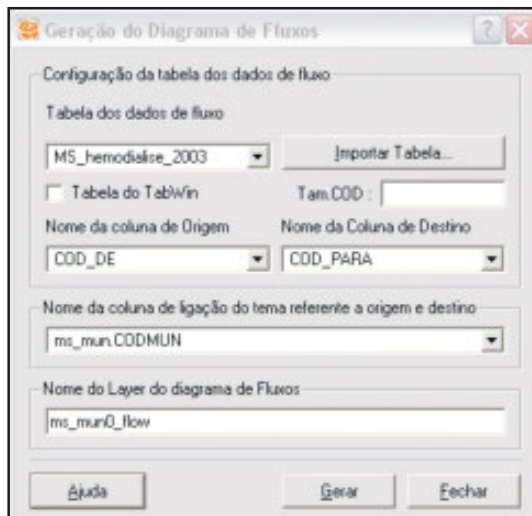 Geração do Diagrama de Fluxos
Configuração da tabela dos dados de fluxo
Tabela dos dados de fluxo
MS_hemodialise_2003
Importar Tabela...
Tabela do TabWin
Tam.COD :
Nome da coluna de Origem
Nome da Coluna de Destino
COD_DE
COD_PARA
Nome da coluna de ligação do tema referente a origem e destino
ms_mun.CODMUN
Nome do Layer do diagrama de Fluxos
ms_mun0_flow
Ajuda
Gerar
Fechar